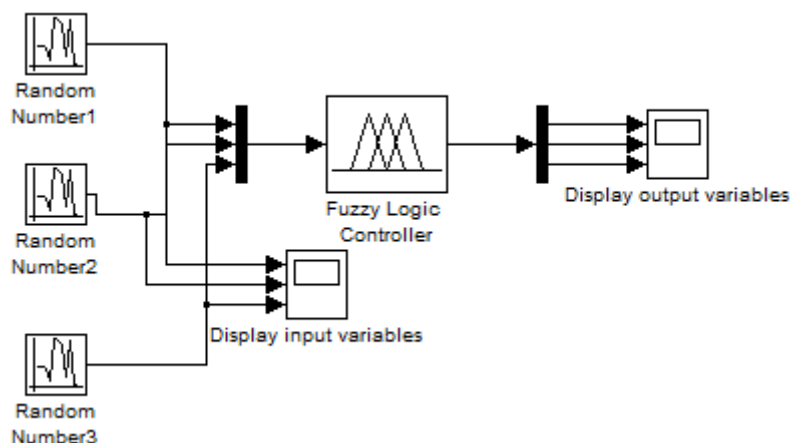 Random
Number1
Random
Number2
Random
Number3
Fuzzy Logic
Controller
Display input variables
Display output variables